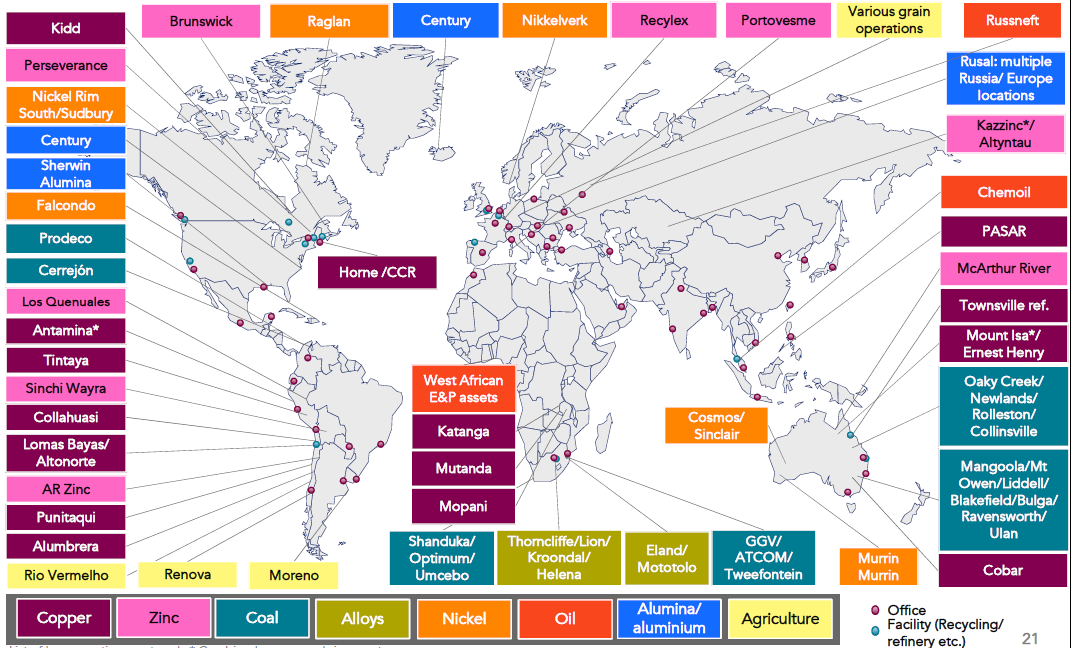 Kidd
Brunswick
Raglan
Century
Nikkelverk
Recylex
Portovesme
Various grain
operations
Russneft
Perseverance
Nickel Rim
South/Sudbury
Century
Sherwin
Alumina
Falcondo
Prodeco
Cerrejón
Los Quenuales
Antamina*
Tintaya
Sinchi Wayra
Collahuasi
Lomas Bayas/
Altonorte
AR Zinc
Punitaqui
Alumbrera
Rio Vermelho
Renova
Moreno
Horne /CCR
West African
E&P assets
Katanga
Mutanda
Mopani
Shanduka/
Optimum/
Umcebo
Thorncliffe/Lion/
Kroondal/
Helena
Eland/
Mototolo
GGV/
ATCOM/
Tweefontein
Cosmos/
Sinclair
Murrin
Murrin
Rusal: multiple
Russia/ Europe
locations
Kazzinc*/
Altyntau
Chemoil
PASAR
McArthur River
Townsville ref.
Mount Isa*/
Ernest Henry
Oaky Creek/
Newlands/
Rolleston/
Collinsville
Mangoola/Mt
Owen/Liddell/
Blakefield/Bulga/
Ravensworth/
Ulan
Cobar
Copper
Zinc
Coal
Alloys
Nickel
Oil
Alumina/
aluminium
Agriculture
Office
Facility (Recycling/
refinery etc.)
21